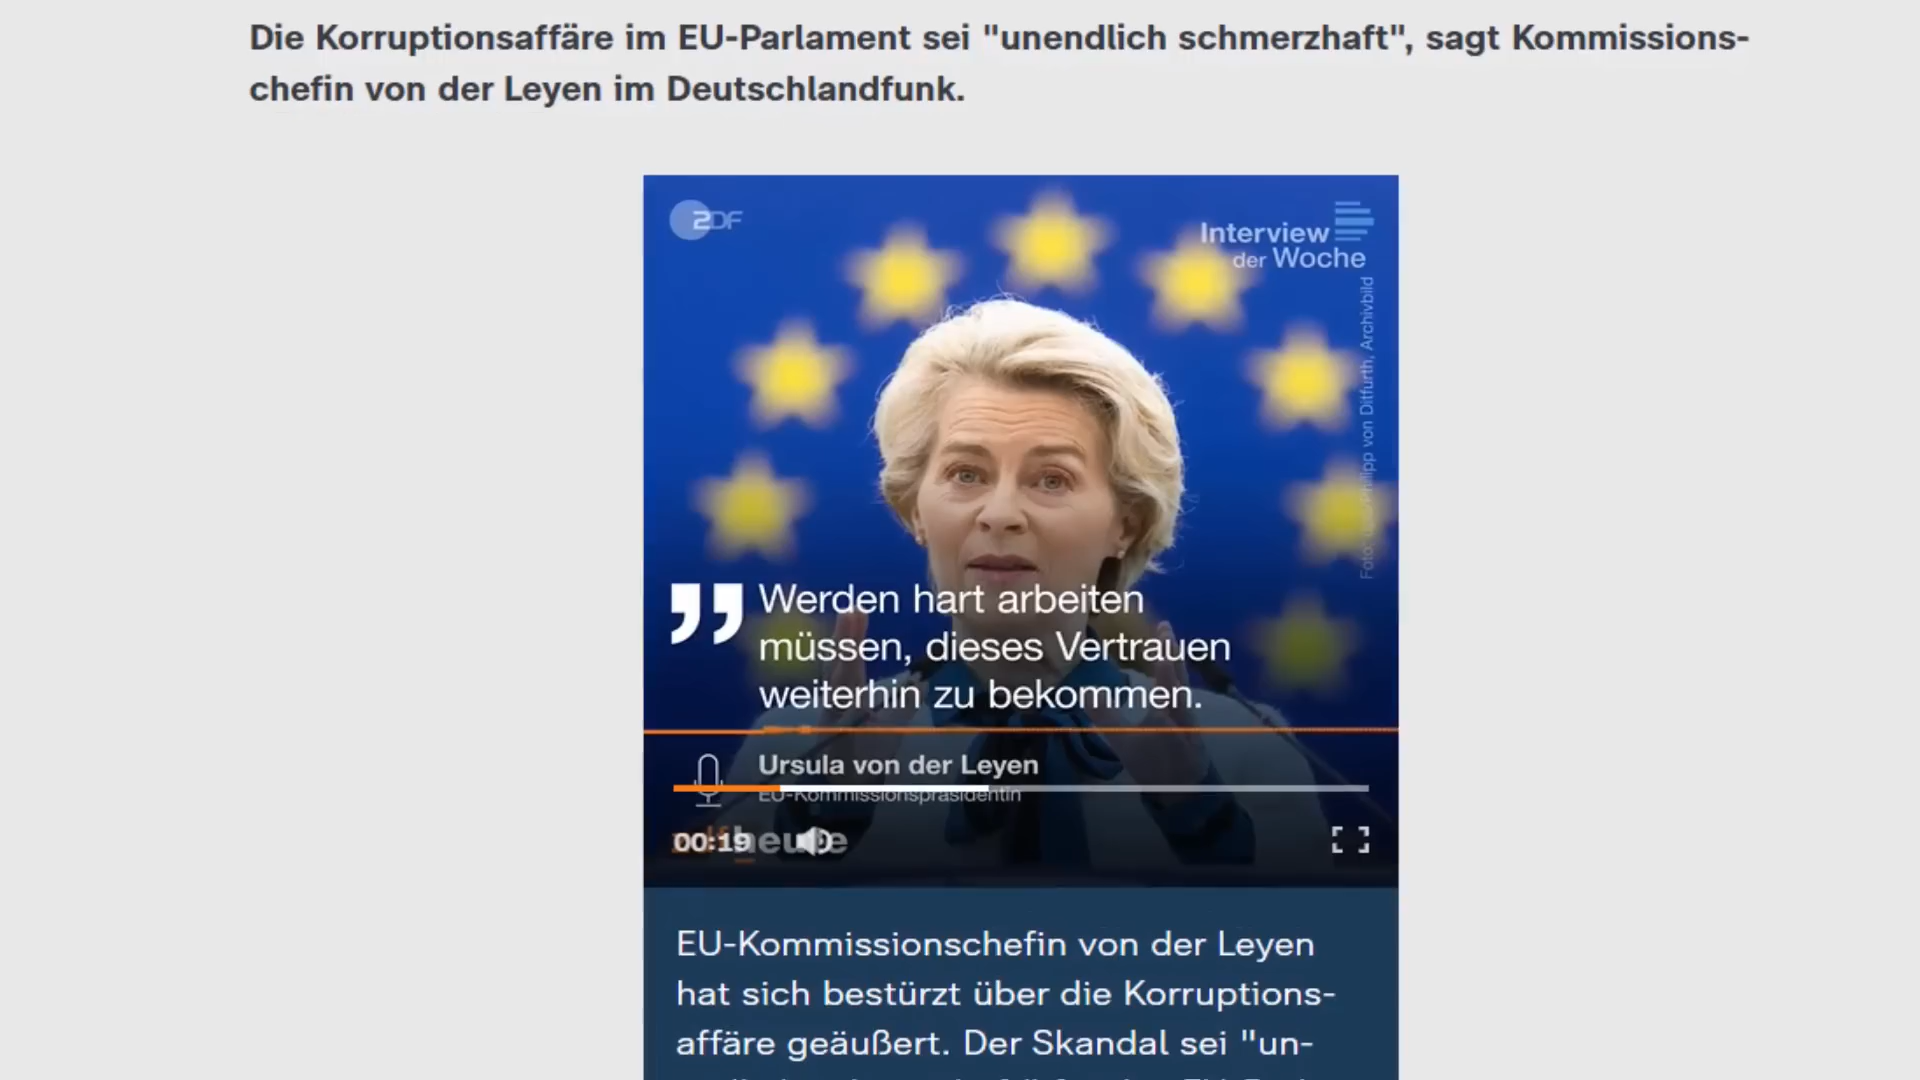 Die Korruptionsaffäre im EU-Parlament sei "unendlich schmerzhaft", sagt Kommissions-
chefin von der Leyen im Deutschlandfunk.
ZDF
Interview
der Woche
von Ditfurth, Archivbild
„Werden hart arbeiten
müssen, dieses Vertrauen
weiterhin zu bekommen.
Ursula von der Leyen
EU-Kommissionspräsidentin
00:19
heute
EU-Kommissionschefin von der Leyen
hat sich bestürzt über die Korruptions-
affäre geäußert. Der Skandal sei "un-